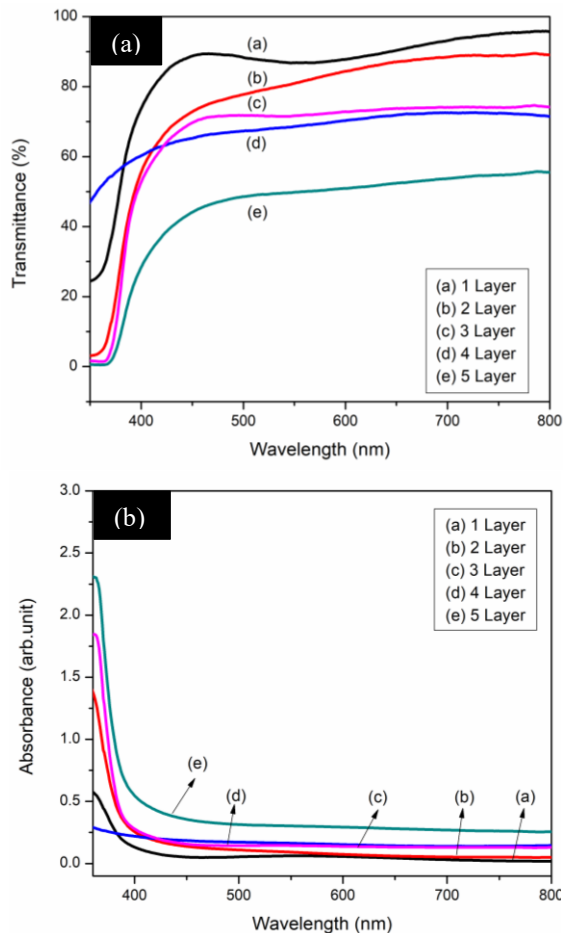 (a)
100
80
60
40
20
0
Transmittance (%)
(a)
(b)
(c)
(d)
(e)
(a) 1 Layer
(b) 2 Layer
(c) 3 Layer
(d) 4 Layer
(e) 5 Layer
400 500 600 700 800
Wavelength (nm)
(b)
3.0
2.5
2.0
1.5
1.0
0.5
0.0
Absorbance (arb.unit)
(a) 1 Layer
(b) 2 Layer
(c) 3 Layer
(d) 4 Layer
(e) 5 Layer
(e)
(d)
(c)
(b)
(a)
400 500 600 700 800
Wavelength (nm)